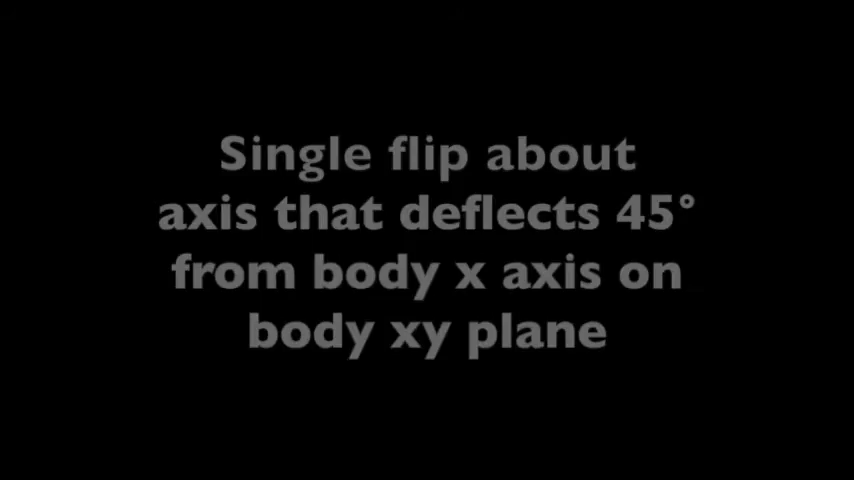 Single flip about
axis that deflects 45°
from body x axis on
body xy plane